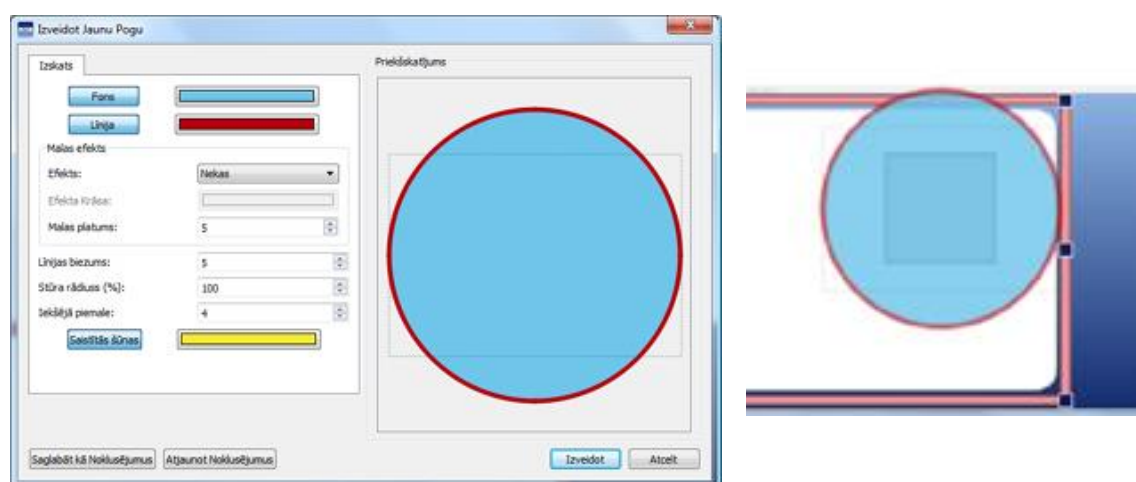 Izveidot Jaunu Pogu
Izskats
Fons
Līnija
Malas efekts
Efekts:
Nekas
Efekta Krāsa:
Malas platums:
5
Līnijas biezums:
5
Stūra rādiuss (%):
100
Iekšējā piemale:
4
Saistītās šūnas
Priekšskatījums
Saglabāt kā Noklusējumus
Atjaunot Noklusējumus
Izveidot
Atcelt